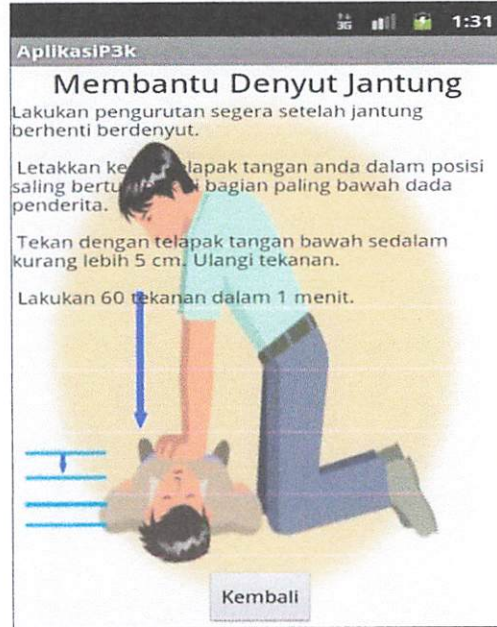 3G 1:31
AplikasiP3k
Membantu Denyut Jantung
Lakukan pengurutan segera setelah jantung
berhenti berdenyut.
Letakkan telapak tangan anda dalam posisi
saling bagian paling bawah dada
penderita.
Tekan dengan telapak tangan bawah sedalam
kurang lebih 5 cm. Ulangi tekanan.
Lakukan 60 tekanan dalam 1 menit.
Kembali